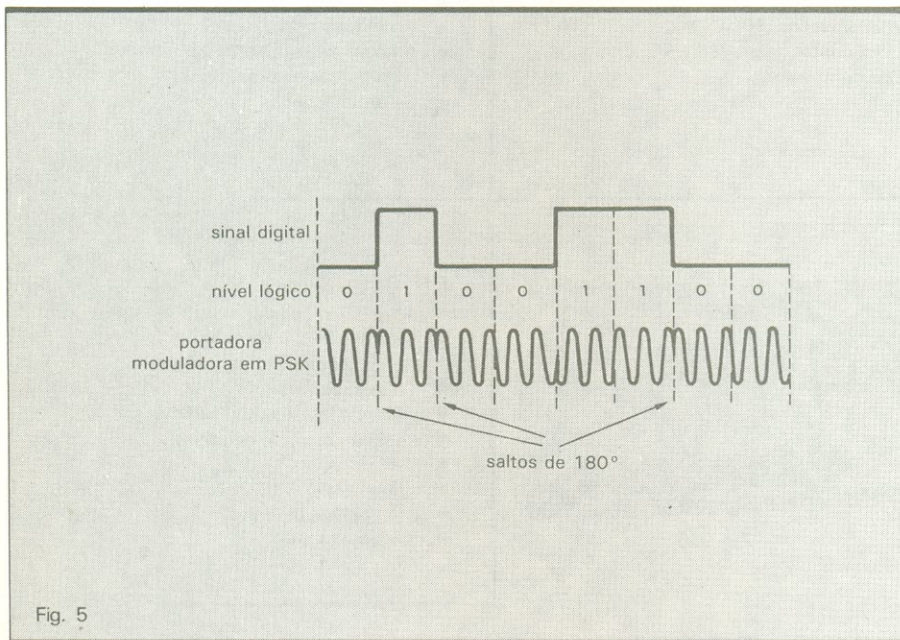 sinal digital
nível lógico 0 1 0 0 1 1 0 0
portadora
moduladora em PSK
saltos de 180°
Fig. 5